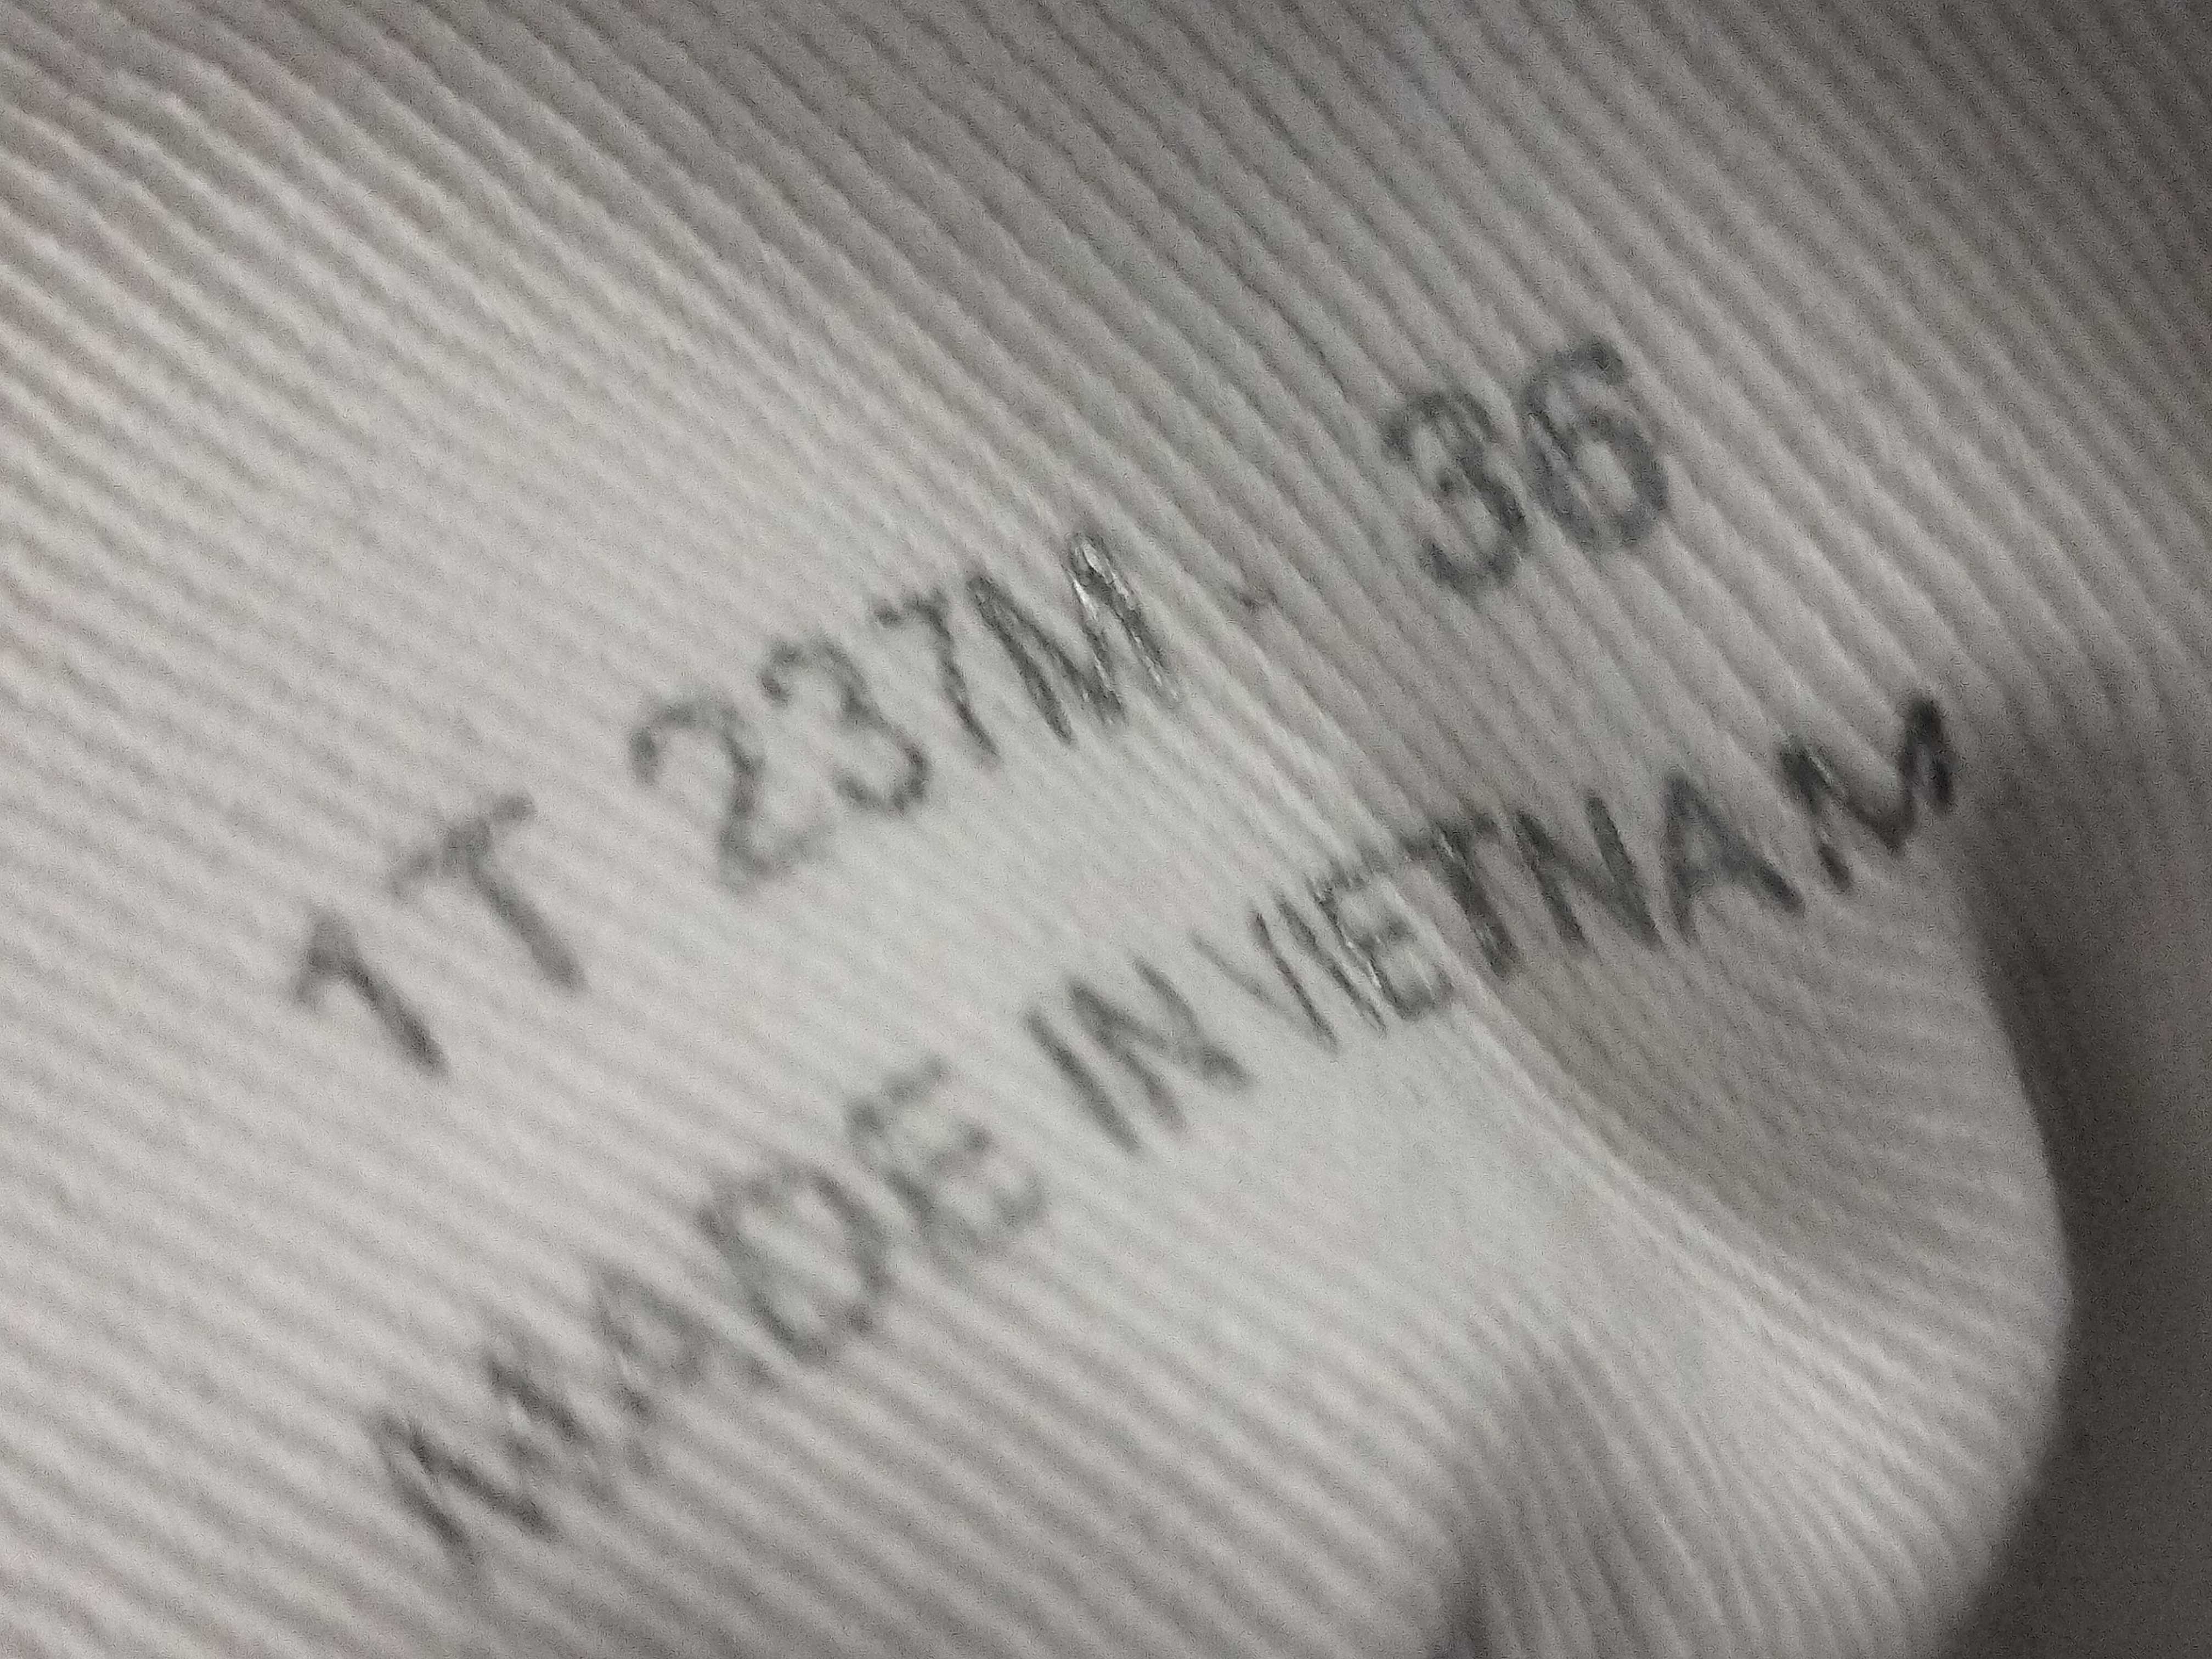 1T 237M - 36
MADE IN VIETNAM